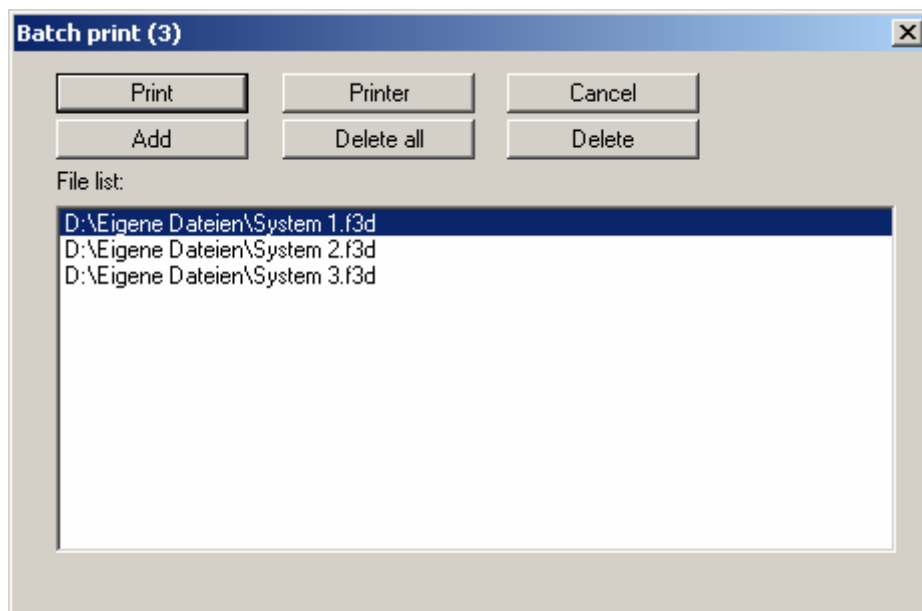 Batch print (3)
Print Printer Cancel
Add Delete all Delete
File list:
D:\Eigene Dateien\System 1.f3d
D:\Eigene Dateien\System 2.f3d
D:\Eigene Dateien\System 3.f3d